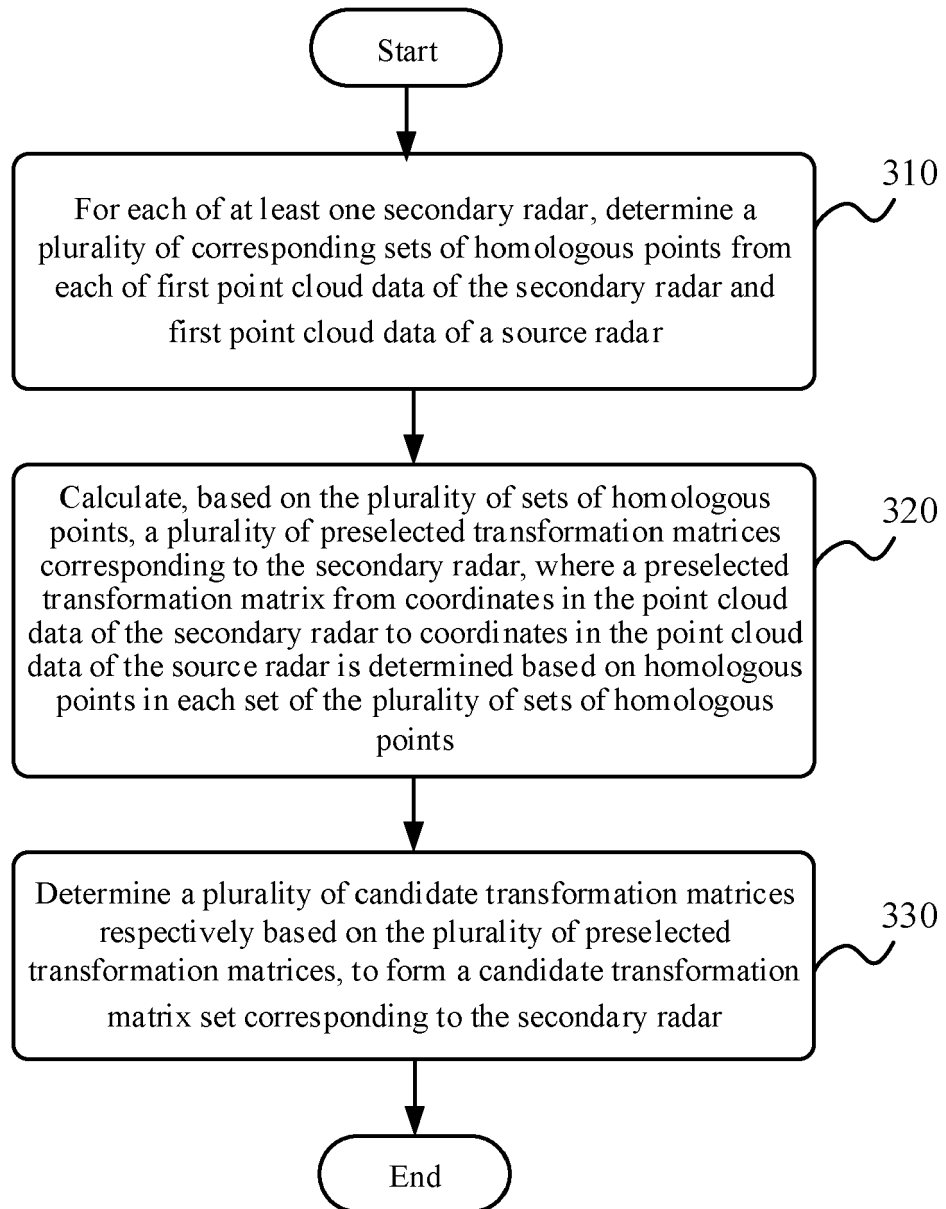 Start
310
For each of at least one secondary radar, determine a
plurality of corresponding sets of homologous points from
each of first point cloud data of the secondary radar and
first point cloud data of a source radar
320
Calculate, based on the plurality of sets of homologous
points, a plurality of preselected transformation matrices
corresponding to the secondary radar, where a preselected
transformation matrix from coordinates in the point cloud
data of the secondary radar to coordinates in the point cloud
data of the source radar is determined based on homologous
points in each set of the plurality of sets of homologous
points
330
Determine a plurality of candidate transformation matrices
respectively based on the plurality of preselected
transformation matrices, to form a candidate transformation
matrix set corresponding to the secondary radar
End